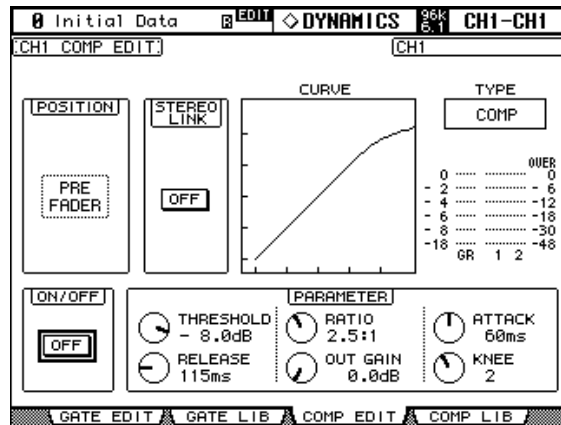 0 Initial Data R EDIT ◇DYNAMICS 96k 6.1 CH1-CH1
CH1 COMP EDIT
CH1
POSITION
PRE
FADER
STEREO
LINK
OFF
CURVE
TYPE
COMP
OVER
0 0
- 2 - 6
- 4 -12
- 6 -18
- 8 -30
-18 -48
GR 1 2
ON/OFF
OFF
PARAMETER
THRESHOLD
- 8.0dB
RATIO
2.5:1
ATTACK
60ms
RELEASE
115ms
OUT GAIN
0.0dB
KNEE
2
GATE EDIT GATE LIB COMP EDIT COMP LIB